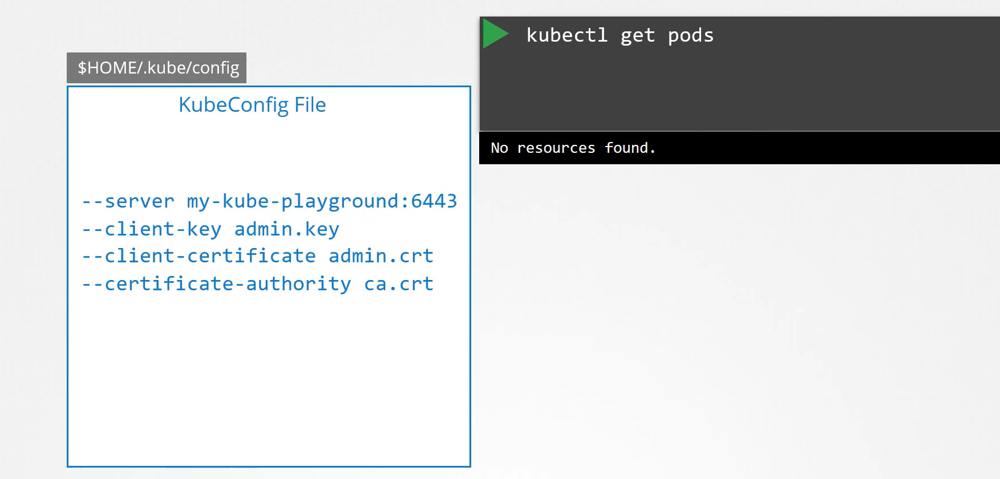 $HOME/.kube/config
KubeConfig File
--server my-kube-playground:6443
--client-key admin.key
--client-certificate admin.crt
--certificate-authority ca.crt
kubectl get pods
No resources found.